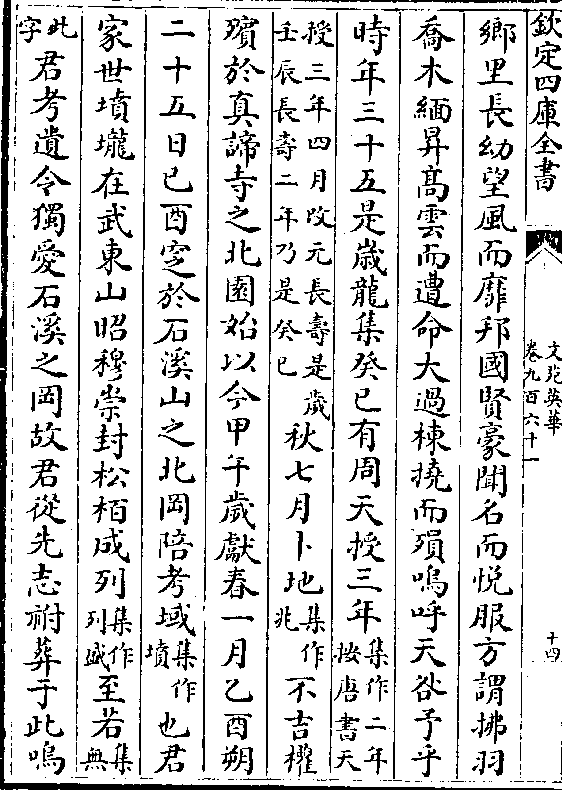 欽定四庫全書
文苑英華
卷九百六十一
十四
鄉里長幼望風而靡邦國賢豪聞名而悦服方謂拂羽
喬木緬昇髙雲而遭命大過棟撓而殞嗚呼天咎予乎
時年三十五是歳龍集癸巳有周天授三年集作二年按唐書天
授三年四月改元長壽是歳壬辰長壽二年乃是癸巳秋七月卜地集作兆不吉權
殯於真諦寺之北園始以今甲午歳獻春一月乙酉朔
二十五日己酉窆於石溪山之北岡陪考域集作墳也君
家世墳壠在武東山昭穆崇封松栢成列集作列盛至若集無
此字君考遺令獨愛石溪之岡故君從先志祔葬于此嗚